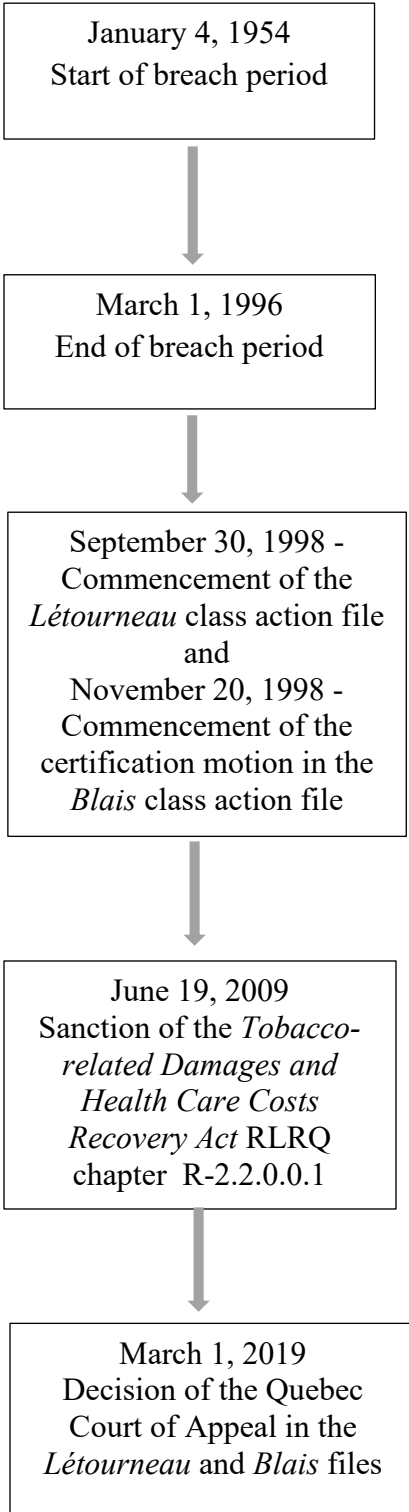 January 4, 1954
Start of breach period
March 1, 1996
End of breach period
September 30, 1998 -
Commencement of the
Létourneau class action file
and
November 20, 1998 -
Commencement of the
certification motion in the
Blais class action file
June 19, 2009
Sanction of the Tobacco-
related Damages and
Health Care Costs
Recovery Act RLRQ
chapter R-2.2.0.0.1
March 1, 2019
Decision of the Quebec
Court of Appeal in the
Létourneau and Blais files